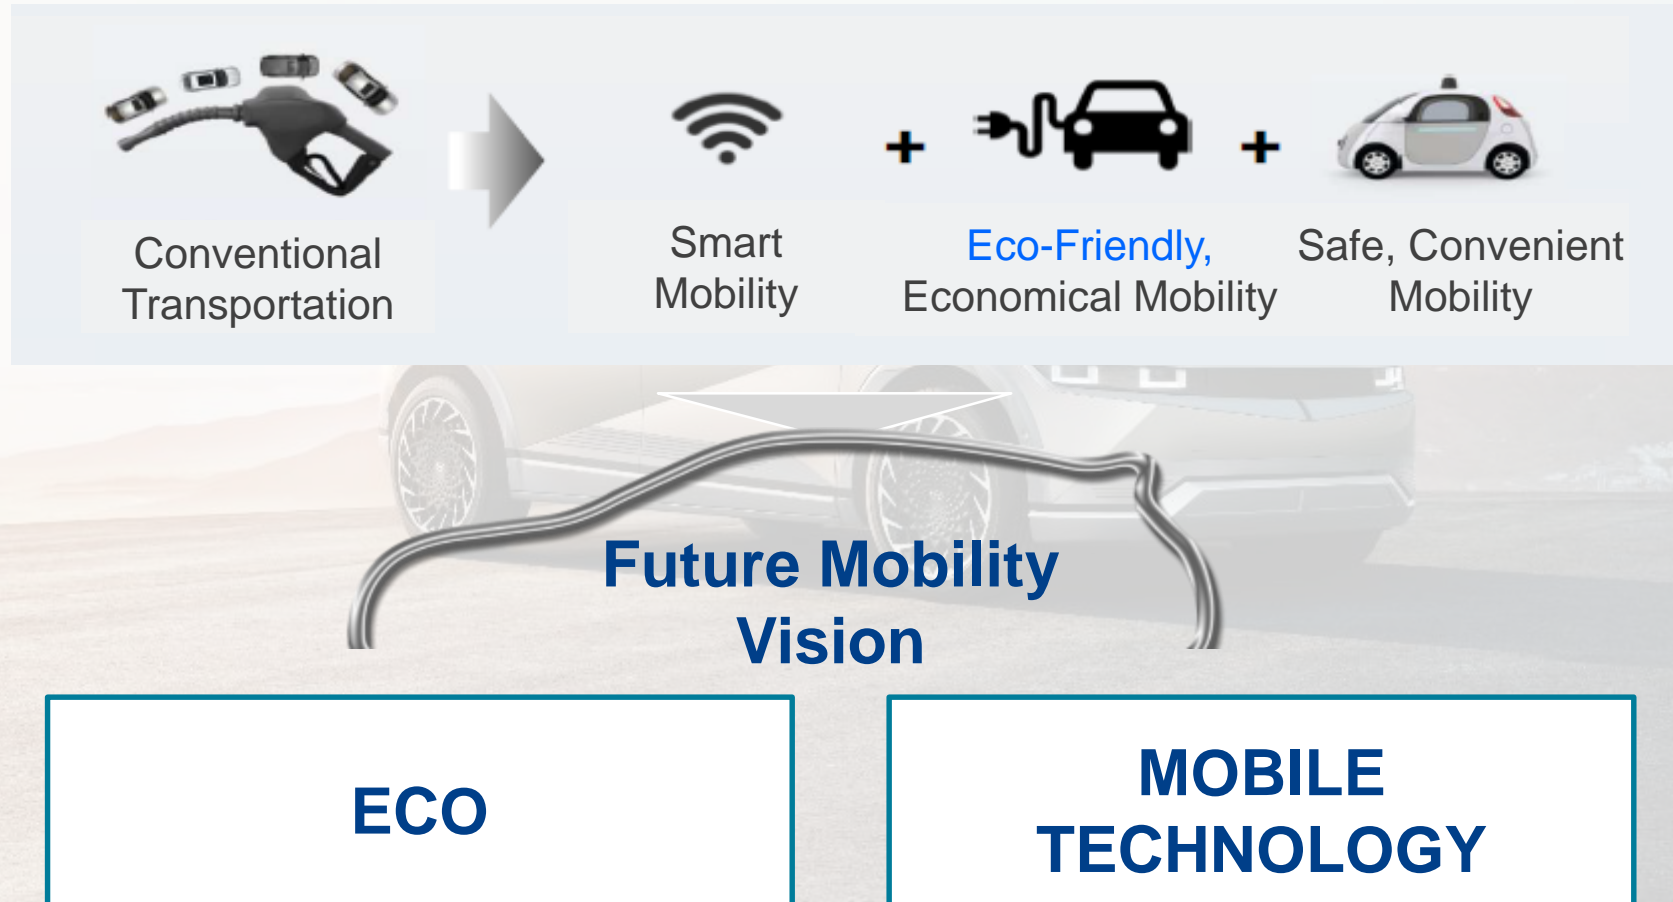 Conventional
Transportation
Smart
Mobility
+
Eco-Friendly,
Economical Mobility
+
Safe, Convenient
Mobility
Future Mobility
Vision
ECO
MOBILE
TECHNOLOGY